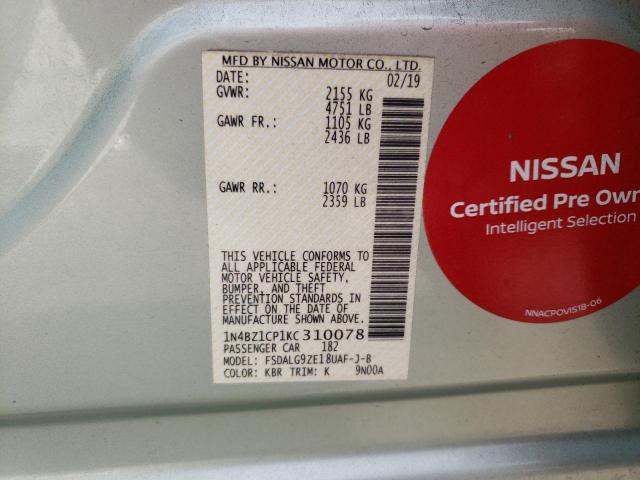 MFD BY NISSAN MOTOR CO., LTD.
DATE: 02/19
GVWR: 2155 KG
4751 LB
GAWR FR.: 1105 KG
2436 LB
GAWR RR.: 1070 KG
2359 LB
THIS VEHICLE CONFORMS TO
ALL APPLICABLE FEDERAL
MOTOR VEHICLE SAFETY,
BUMPER, AND THEFT
PREVENTION STANDARDS IN
EFFECT ON THE DATE OF
MANUFACTURE SHOWN ABOVE.
1N4BZ1CP1KC310078
PASSENGER CAR 182
MODEL: FSDALG9ZE18UAF-J-B
COLOR: KBR TRIM: K 9N00A
NISSAN
Certified Pre Own
Intelligent Selection
NNACPOVIS18-06